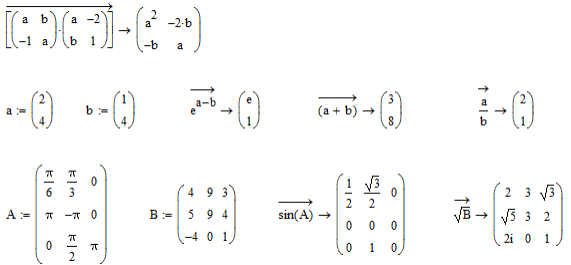 [(a b -1 a)·(a -2 b 1)] → (a² -2·b -b a)
a := (2 4) b := (1 4) e^(a-b) → (e 1) (a + b) → (3 8) a/b → (2 1)
A := (π/6 π/3 0 π -π 0 0 π/2 π) B := (4 9 3 5 9 4 -4 0 1) sin(A) → (1/2 √3/2 0 0 0 0 0 1 0) √B → (2 3 √3 √5 3 2 2i 0 1)